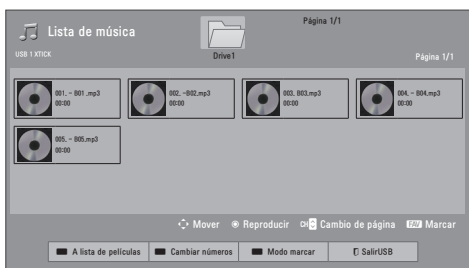 Lista de música
Página 1/1
USB 1 XTICK
Drive1
Página 1/1
001. - B01 .mp3
00:00
002. -B02.mp3
00:00
003. B03.mp3
00:00
004. - B04.mp3
00:00
005. - B05.mp3
00:00
Mover Reproducir CH Cambio de página FAV Marcar
A lista de películas Cambiar números Modo marcar SalirUSB